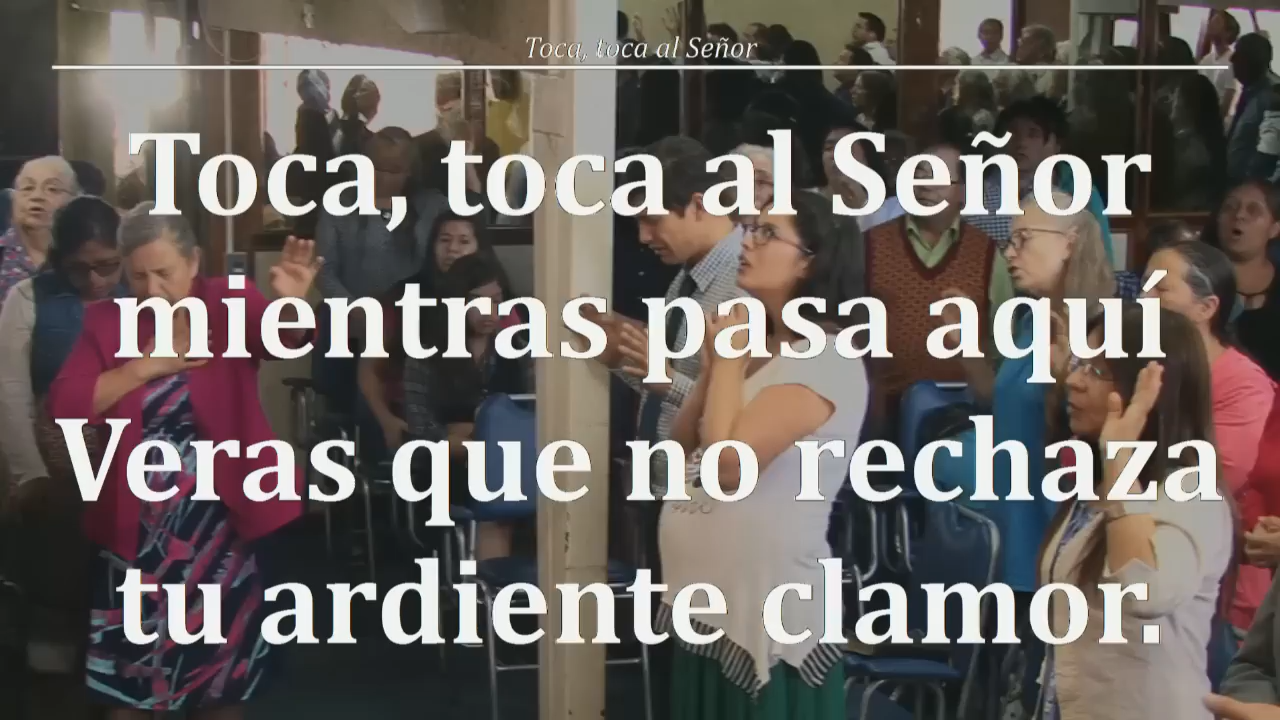 Toca, toca al Señor
Toca, toca al Señor
mientras pasa aquí
Veras que no rechaza
tu ardiente clamor.